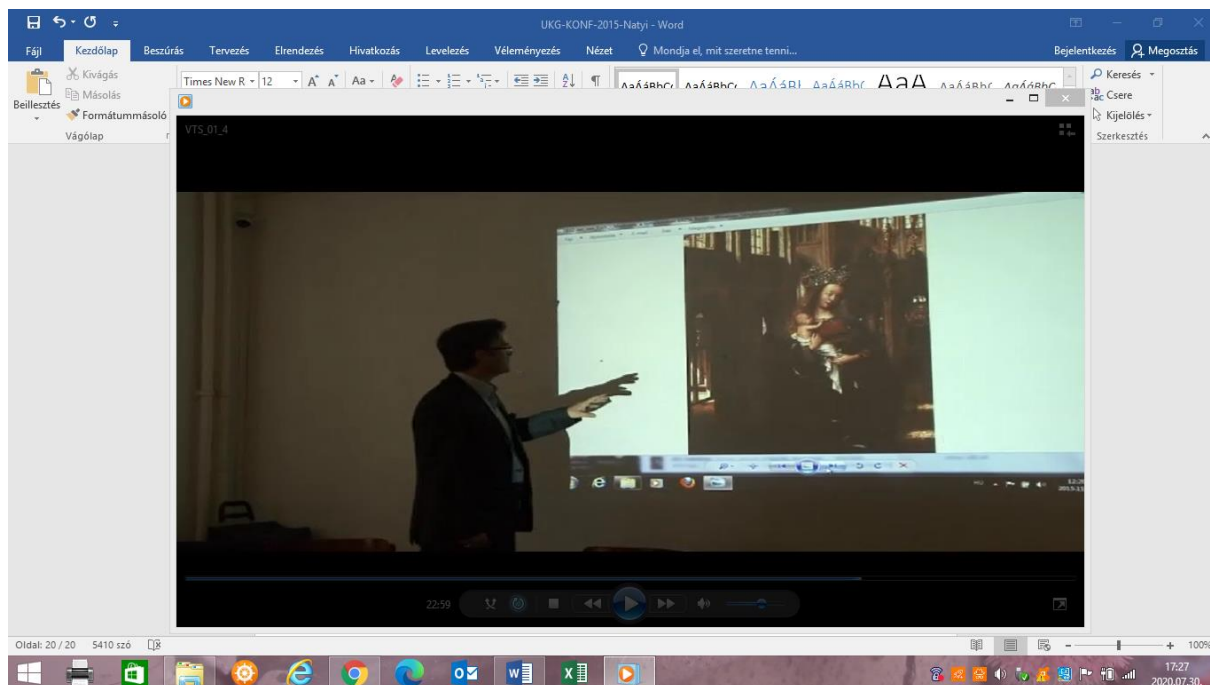 UKG-KONF-2015-Natyi - Word
Fájl Kezdőlap Beszúrás Tervezés Elrendezés Hivatkozás Levelezés Véleményezés Nézet Mondja el, mit szeretne tenni... Bejelentkezés Megosztás
Kivágás
Másolás
Formátummásoló
Beillesztés
Vágólap
Times New R 12
Keresés
Csere
Kijelölés
Szerkesztés
VTS_01_4
22:59
Oldal: 20 / 20 5410 szó 100%
17:27
2020.07.30.